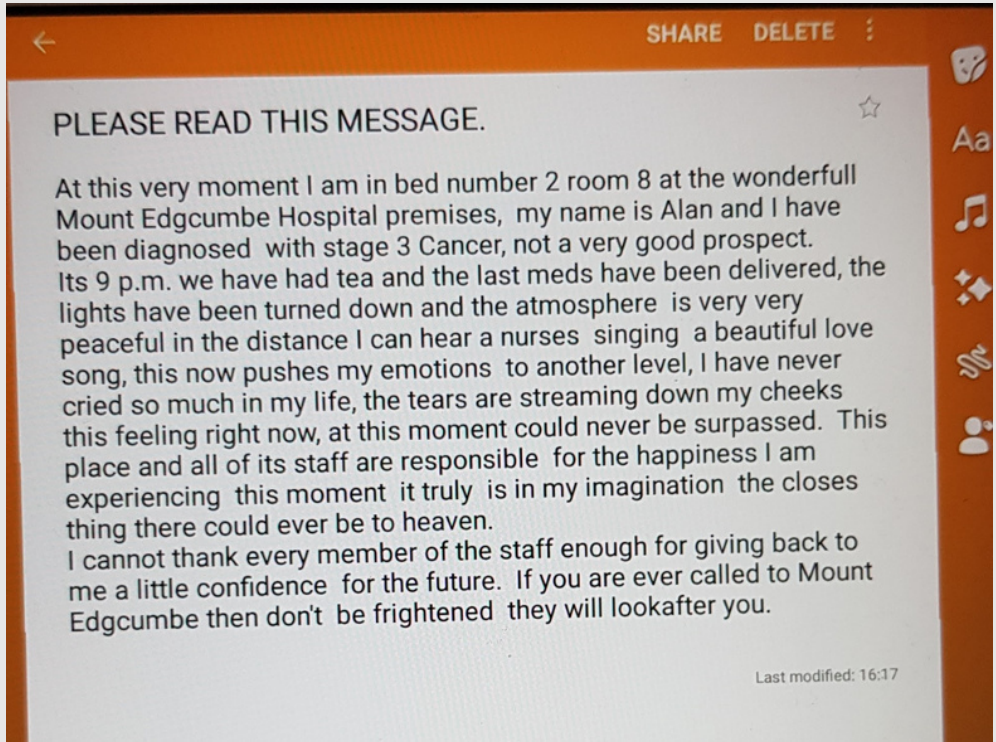 SHARE DELETE
PLEASE READ THIS MESSAGE.
At this very moment I am in bed number 2 room 8 at the wonderfull
Mount Edgcumbe Hospital premises, my name is Alan and I have
been diagnosed with stage 3 Cancer, not a very good prospect.
Its 9 p.m. we have had tea and the last meds have been delivered, the
lights have been turned down and the atmosphere is very very
peaceful in the distance I can hear a nurses singing a beautiful love
song, this now pushes my emotions to another level, I have never
cried so much in my life, the tears are streaming down my cheeks
this feeling right now, at this moment could never be surpassed. This
place and all of its staff are responsible for the happiness I am
experiencing this moment it truly is in my imagination the closes
thing there could ever be to heaven.
I cannot thank every member of the staff enough for giving back to
me a little confidence for the future. If you are ever called to Mount
Edgcumbe then don't be frightened they will lookafter you.
Last modified: 16:17
Aa